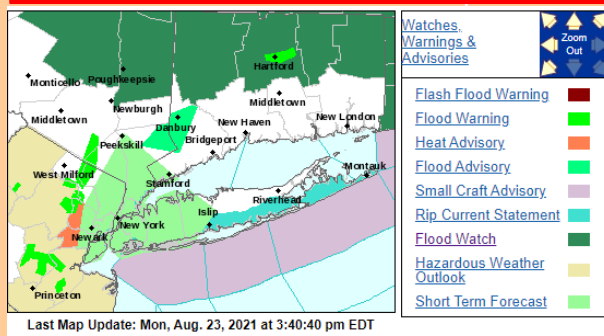 Watches,
Warnings &
Advisories
Zoom
Out
Hartford
Monticello
Poughkeepsie
Middletown
Newburgh
Middletown
New London
Danbury
New Haven
Peekskill
Bridgeport
West Milford
Montauk
Stamford
Riverhead
Islip
New York
Newark
Princeton
Flash Flood Warning
Flood Warning
Heat Advisory
Flood Advisory
Small Craft Advisory
Rip Current Statement
Flood Watch
Hazardous Weather
Outlook
Short Term Forecast
Last Map Update: Mon, Aug. 23, 2021 at 3:40:40 pm EDT